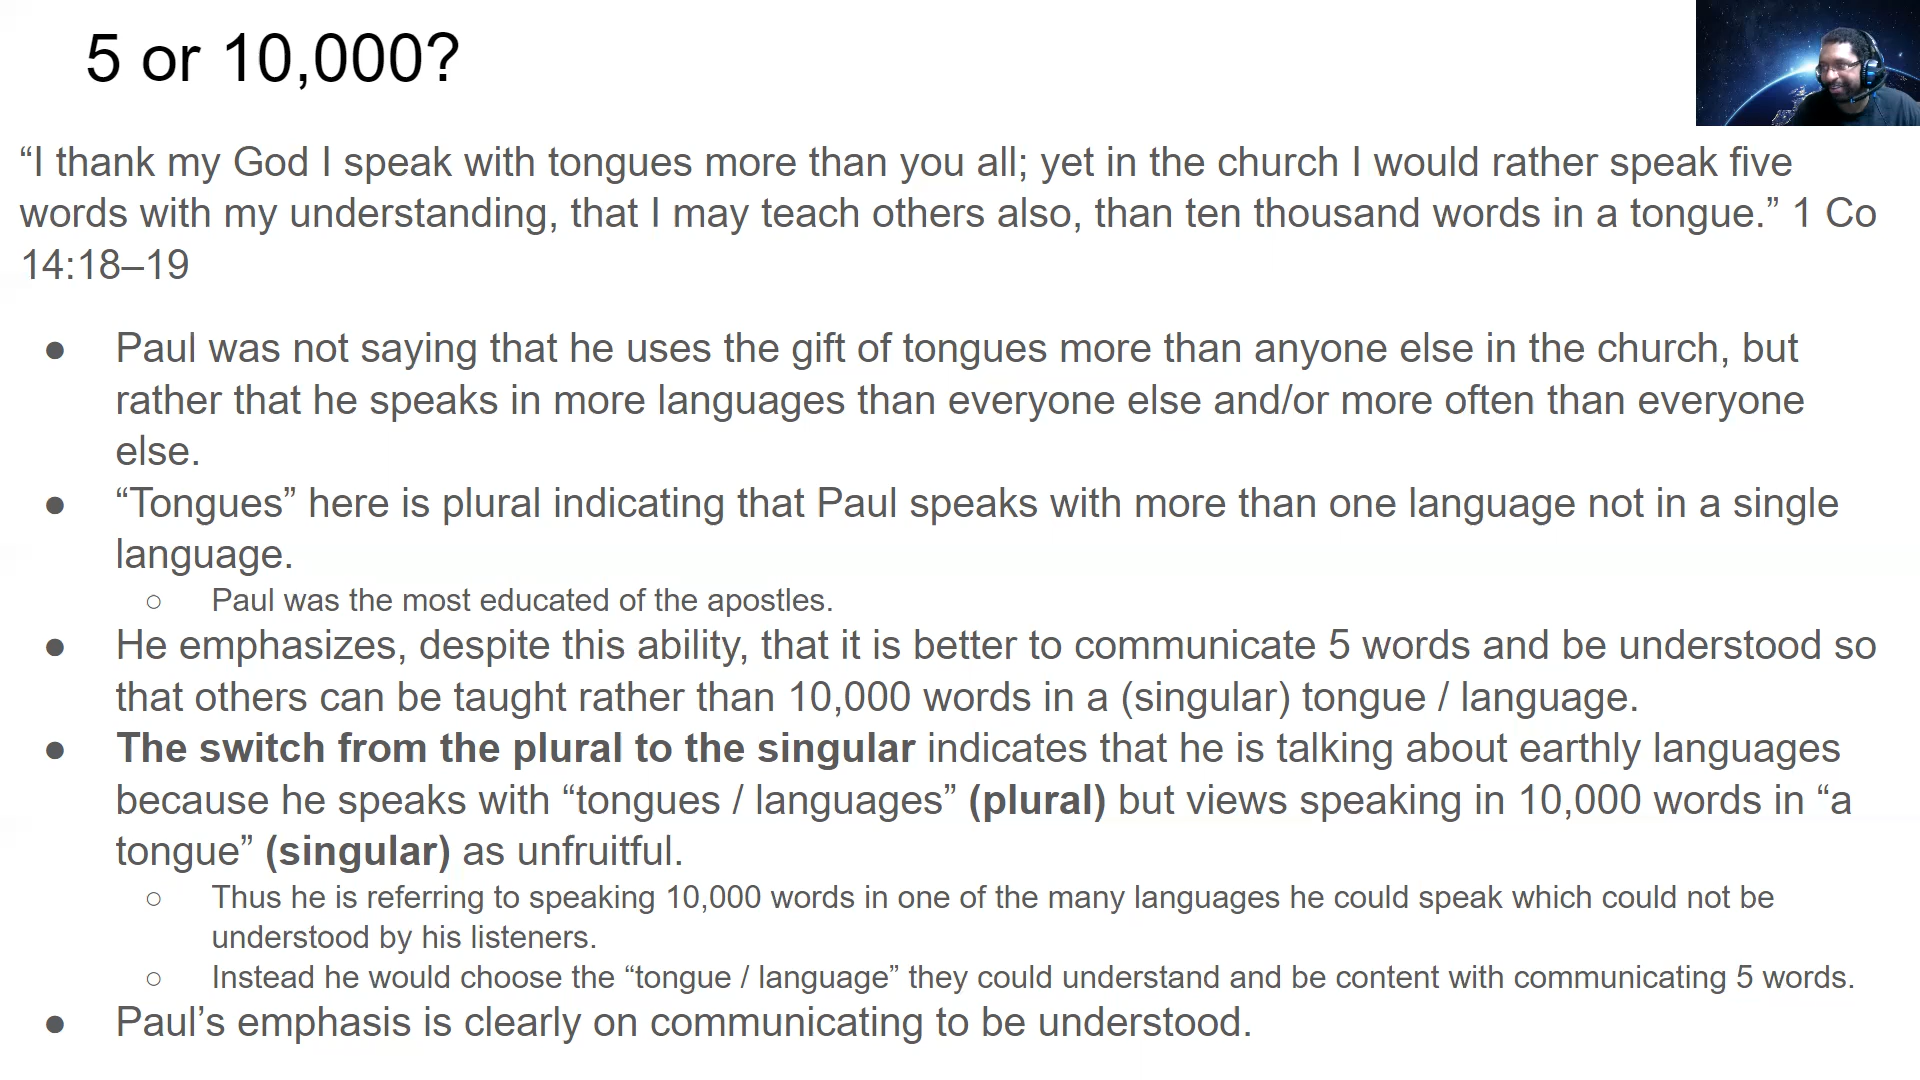 5 or 10,000?
“I thank my God I speak with tongues more than you all; yet in the church I would rather speak five
words with my understanding, that I may teach others also, than ten thousand words in a tongue.” 1 Co
14:18–19
● Paul was not saying that he uses the gift of tongues more than anyone else in the church, but
rather that he speaks in more languages than everyone else and/or more often than everyone
else.
● “Tongues” here is plural indicating that Paul speaks with more than one language not in a single
language.
○ Paul was the most educated of the apostles.
● He emphasizes, despite this ability, that it is better to communicate 5 words and be understood so
that others can be taught rather than 10,000 words in a (singular) tongue / language.
● The switch from the plural to the singular indicates that he is talking about earthly languages
because he speaks with “tongues / languages” (plural) but views speaking in 10,000 words in “a
tongue” (singular) as unfruitful.
○ Thus he is referring to speaking 10,000 words in one of the many languages he could speak which could not be
understood by his listeners.
○ Instead he would choose the “tongue / language” they could understand and be content with communicating 5 words.
● Paul’s emphasis is clearly on communicating to be understood.